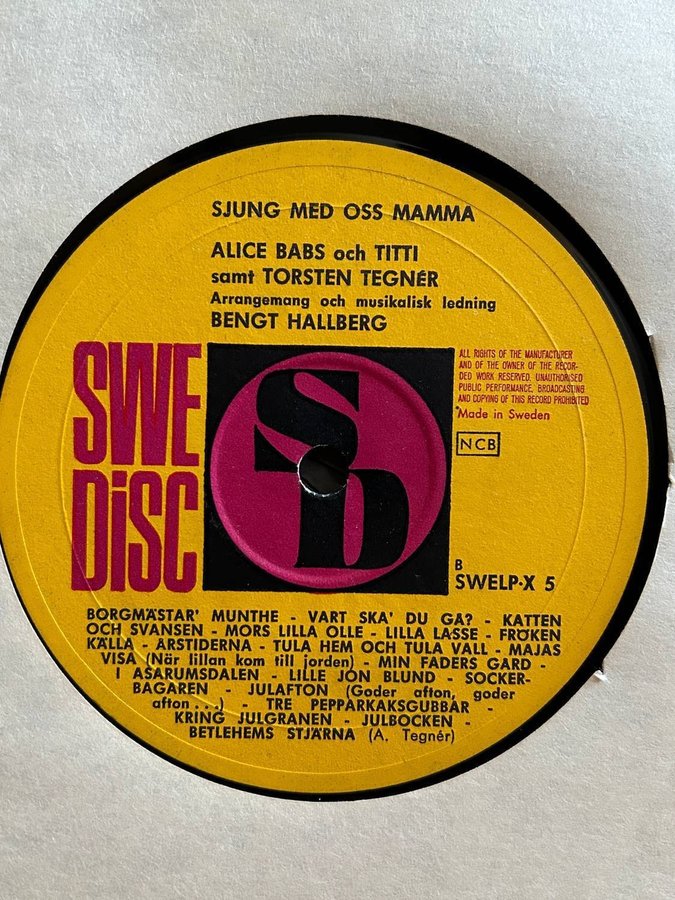 SJUNG MED OSS MAMMA
ALICE BABS och TITTI
samt TORSTEN TEGNÉR
Arrangemang och musikalisk ledning
BENGT HALLBERG
SWE
DiSC
SD
ALL RIGHTS OF THE MANUFACTURER
AND OF THE OWNER OF THE RECOR-
DED WORK RESERVED. UNAUTHORISED
PUBLIC PERFORMANCE, BROADCASTING
AND COPYING OF THIS RECORD PROHIBITED
Made in Sweden
NCB
B
SWELP·X 5
BORGMÄSTAR' MUNTHE - VART SKA' DU GÅ? - KATTEN
OCH SVANSEN - MORS LILLA OLLE - LILLA LASSE - FRÖKEN
KÄLLA - ÅRSTIDERNA - TULA HEM OCH TULA VALL - MAJAS
VISA (När lillan kom till jorden) - MIN FADERS GÅRD -
I ASARUMSDALEN - LILLE JON BLUND - SOCKER-
BAGAREN - JULAFTON (Goder afton, goder
afton...) - TRE PEPPARKAKSGUBBAR -
KRING JULGRANEN - JULBOCKEN -
BETLEHEMS STJÄRNA (A. Tegnér)